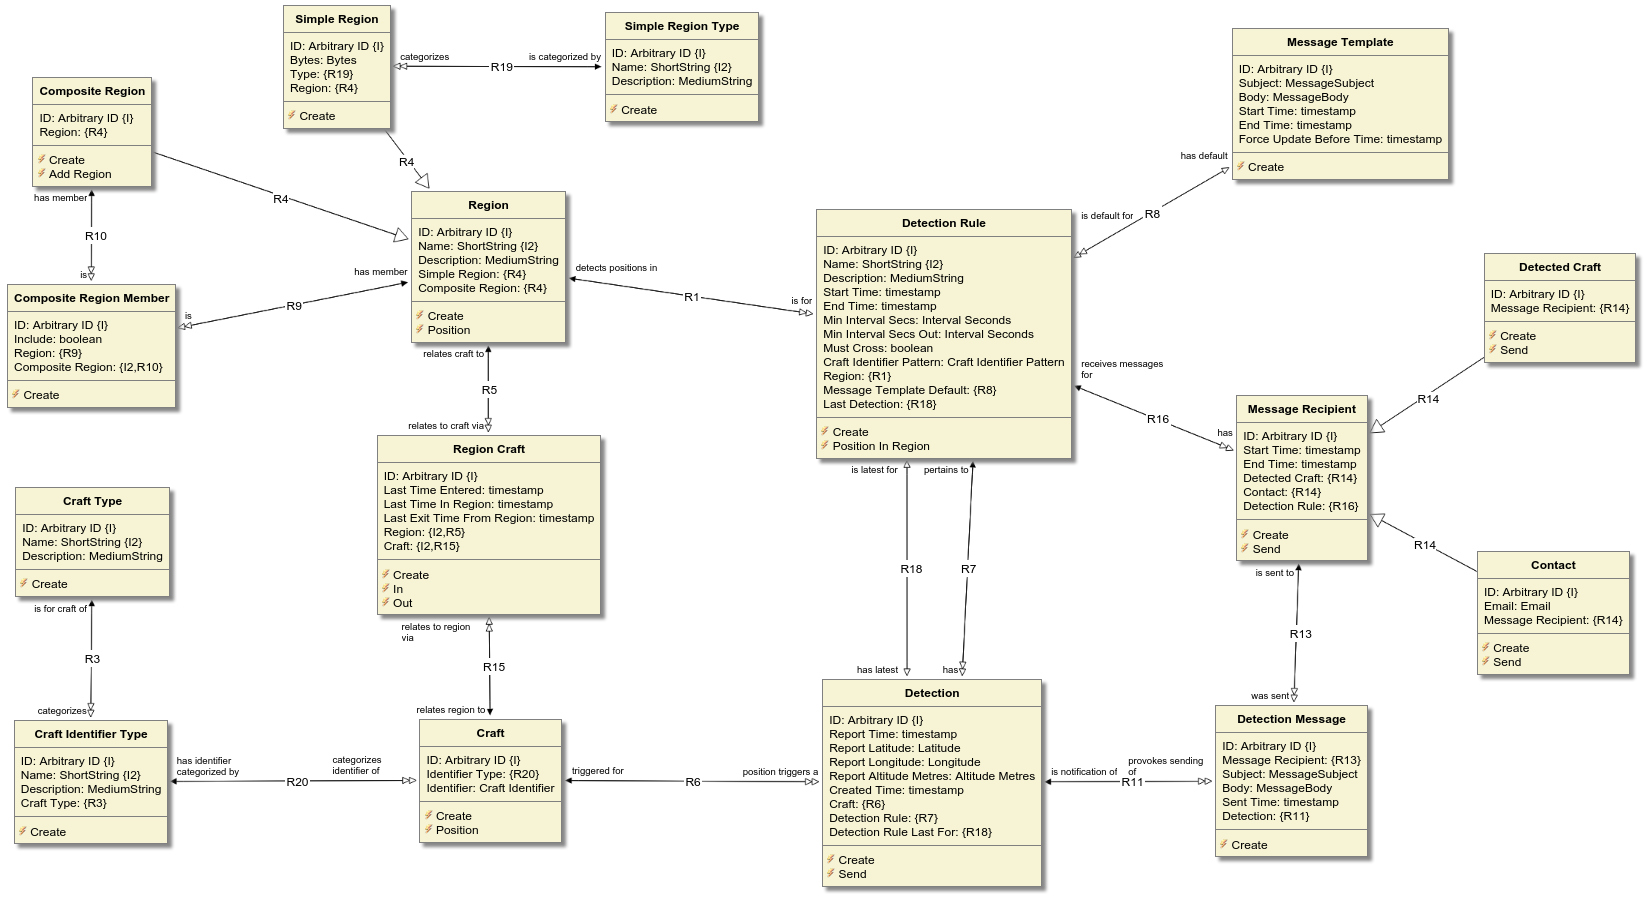 Simple Region
ID: Arbitrary ID {I}
Bytes: Bytes
Type: {R19}
Region: {R4}
Create
categorizes
R19
is categorized by
Simple Region Type
ID: Arbitrary ID {I}
Name: ShortString {I2}
Description: MediumString
Create
Message Template
ID: Arbitrary ID {I}
Subject: MessageSubject
Body: MessageBody
Start Time: timestamp
End Time: timestamp
Force Update Before Time: timestamp
Create
Composite Region
ID: Arbitrary ID {I}
Region: {R4}
Create
Add Region
R4
R4
has member
R10
is
Region
ID: Arbitrary ID {I}
Name: ShortString {I2}
Description: MediumString
Simple Region: {R4}
Composite Region: {R4}
Create
Position
has default
R8
is default for
Detection Rule
ID: Arbitrary ID {I}
Name: ShortString {I2}
Description: MediumString
Start Time: timestamp
End Time: timestamp
Min Interval Secs: Interval Seconds
Min Interval Secs Out: Interval Seconds
Must Cross: boolean
Craft Identifier Pattern: Craft Identifier Pattern
Region: {R1}
Message Template Default: {R8}
Last Detection: {R18}
Create
Position In Region
detects positions in
R1
is for
Detected Craft
ID: Arbitrary ID {I}
Message Recipient: {R14}
Create
Send
Composite Region Member
ID: Arbitrary ID {I}
Include: boolean
Region: {R9}
Composite Region: {I2,R10}
Create
has member
R9
is
relates craft to
R5
relates to craft via
receives messages
for
R16
has
Message Recipient
ID: Arbitrary ID {I}
Start Time: timestamp
End Time: timestamp
Detected Craft: {R14}
Contact: {R14}
Detection Rule: {R16}
Create
Send
R14
R14
Region Craft
ID: Arbitrary ID {I}
Last Time Entered: timestamp
Last Time In Region: timestamp
Last Exit Time From Region: timestamp
Region: {I2,R5}
Craft: {I2,R15}
Create
In
Out
is latest for
R18
has latest
pertains to
R7
has
Craft Type
ID: Arbitrary ID {I}
Name: ShortString {I2}
Description: MediumString
Create
Contact
ID: Arbitrary ID {I}
Email: Email
Message Recipient: {R14}
Create
Send
is for craft of
R3
categorizes
relates to region
via
R15
relates region to
is sent to
R13
was sent
Craft Identifier Type
ID: Arbitrary ID {I}
Name: ShortString {I2}
Description: MediumString
Craft Type: {R3}
Create
has identifier
categorized by
R20
categorizes
identifier of
Craft
ID: Arbitrary ID {I}
Identifier Type: {R20}
Identifier: Craft Identifier
Create
Position
triggered for
R6
position triggers a
Detection
ID: Arbitrary ID {I}
Report Time: timestamp
Report Latitude: Latitude
Report Longitude: Longitude
Report Altitude Metres: Altitude Metres
Created Time: timestamp
Craft: {R6}
Detection Rule: {R7}
Detection Rule Last For: {R18}
Create
Send
is notification of
R11
provokes sending
of
Detection Message
ID: Arbitrary ID {I}
Message Recipient: {R13}
Subject: MessageSubject
Body: MessageBody
Sent Time: timestamp
Detection: {R11}
Create